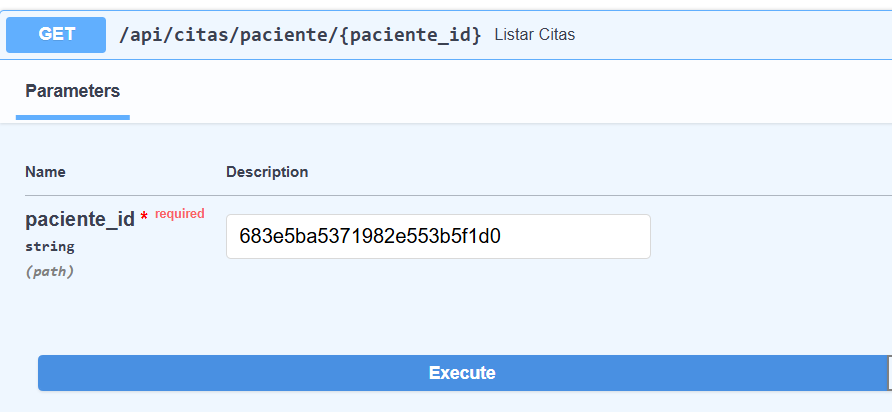 GET /api/citas/paciente/{paciente_id} Listar Citas
Parameters
Name Description
paciente_id * required
string
(path)
683e5ba5371982e553b5f1d0
Execute